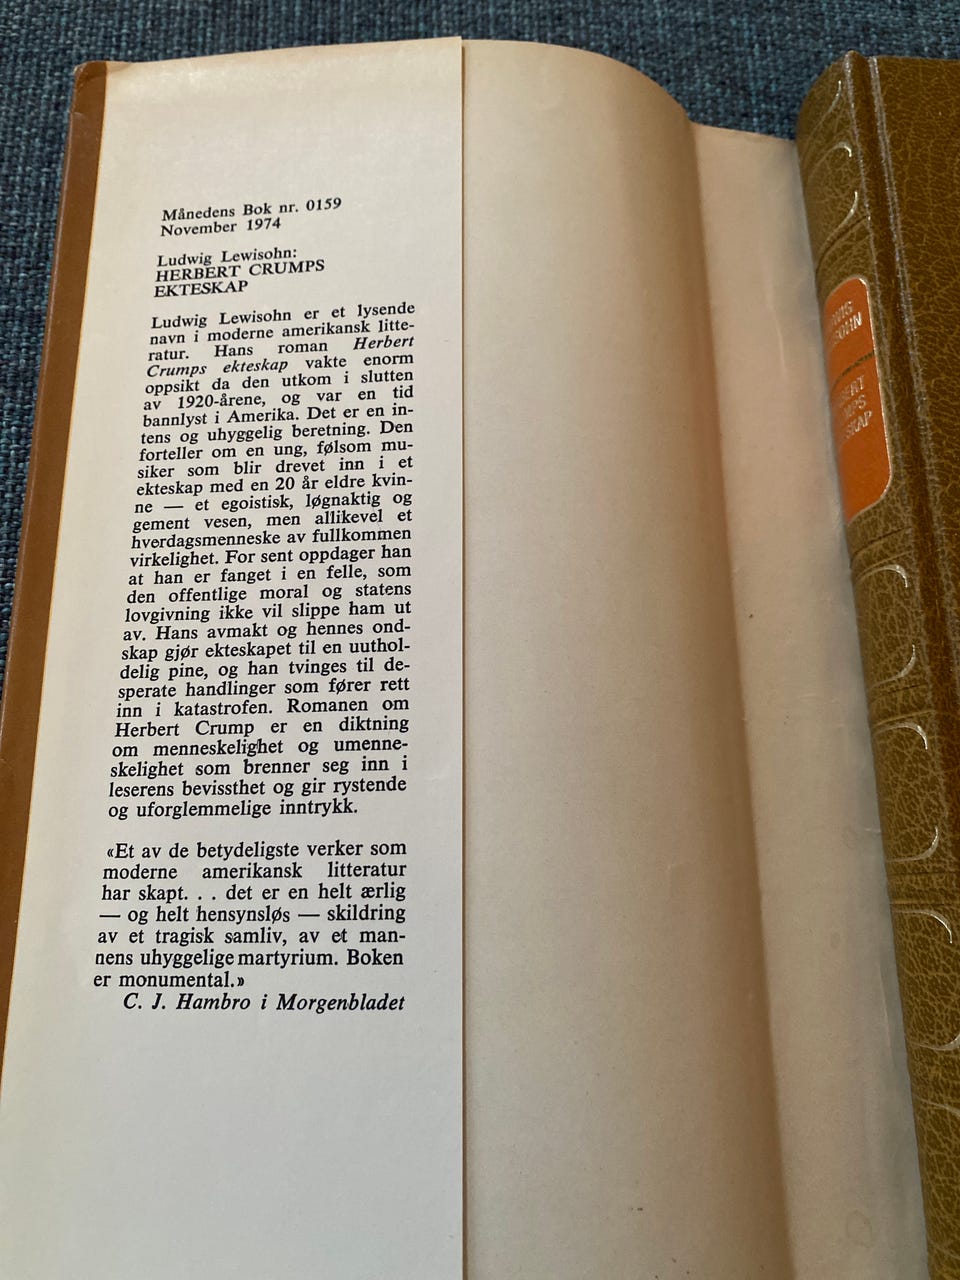 Månedens Bok nr. 0159
November 1974
Ludwig Lewisohn:
HERBERT CRUMPS
EKTESKAP
Ludwig Lewisohn er et lysende
navn i moderne amerikansk litte-
ratur. Hans roman Herbert
Crumps ekteskap vakte enorm
oppsikt da den utkom i slutten
av 1920-årene, og var en tid
bannlyst i Amerika. Det er en in-
tens og uhyggelig beretning. Den
forteller om en ung, følsom mu-
siker som blir drevet inn i et
ekteskap med en 20 år eldre kvin-
ne — et egoistisk, løgnaktig og
gement vesen, men allikevel et
hverdagsmenneske av fullkommen
virkelighet. For sent oppdager han
at han er fanget i en felle, som
den offentlige moral og statens
lovgivning ikke vil slippe ham ut
av. Hans avmakt og hennes ond-
skap gjør ekteskapet til en uuthol-
delig pine, og han tvinges til de-
sperate handlinger som fører rett
inn i katastrofen. Romanen om
Herbert Crump er en diktning
om menneskelighet og umenne-
skelighet som brenner seg inn i
leserens bevissthet og gir rystende
og uforglemmelige inntrykk.
«Et av de betydeligste verker som
moderne amerikansk litteratur
har skapt. . . det er en helt ærlig
— og helt hensynsløs — skildring
av et tragisk samliv, av et man-
nens uhyggelige martyrium. Boken
er monumental.»
C. J. Hambro i Morgenbladet